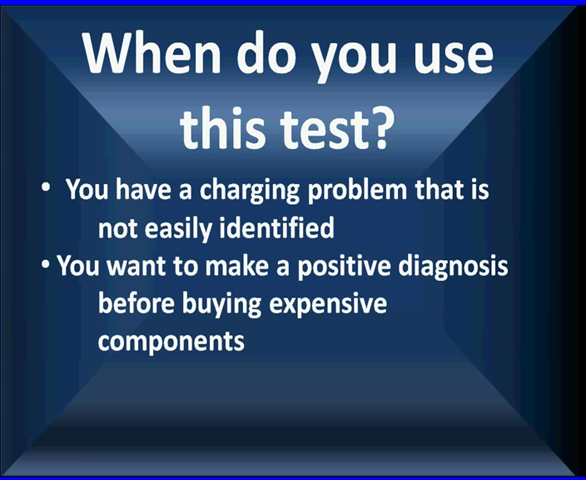 When do you use
this test?
• You have a charging problem that is
not easily identified
• You want to make a positive diagnosis
before buying expensive
components